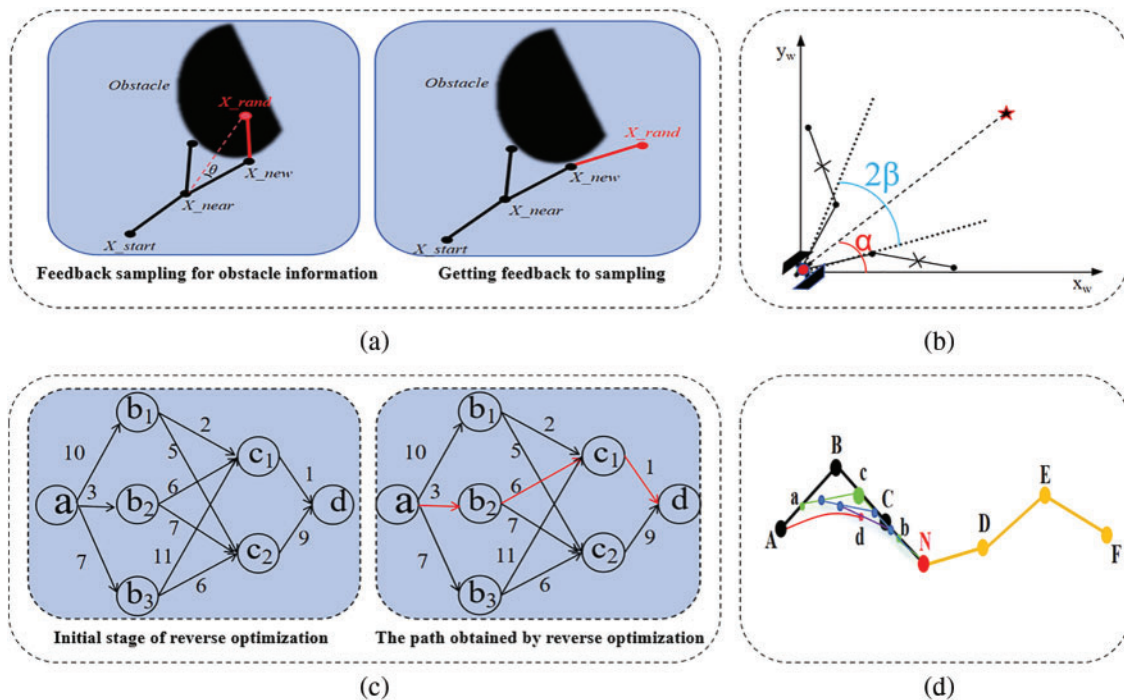 Obstacle
X_rand
θ
X_new
X_near
X_start
Feedback sampling for obstacle information
Obstacle
X_rand
X_new
X_near
X_start
Getting feedback to sampling
(a)
y_w
2β
α
x_w
(b)
b₁
10
2
5
c₁
1
a
3
b₂
6
d
7
7
11
c₂
9
b₃
6
Initial stage of reverse optimization
b₁
10
2
5
c₁
1
a
3
b₂
6
d
7
7
11
c₂
9
b₃
6
The path obtained by reverse optimization
(c)
B
c
E
a
C
A
d
b
N
D
F
(d)